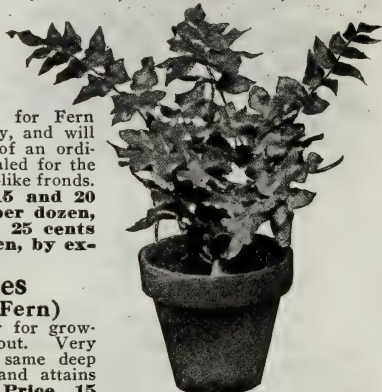 for Fern
y, and will
of an ordi-
aled for the
-like fronds.
15 and 20
per dozen,
25 cents
en, by ex-
es
Fern)
for grow-
out. Very
same deep
and attains
Price, 15